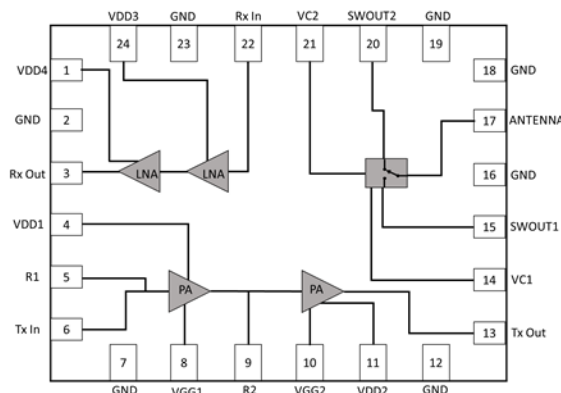 VDD3 GND Rx In VC2 SWOUT2 GND
24 23 22 21 20 19
VDD4 1 18 GND
GND 2 17 ANTENNA
Rx Out 3 LNA LNA 16 GND
VDD1 4 15 SWOUT1
R1 5 PA PA 14 VC1
Tx In 6 13 Tx Out
7 8 9 10 11 12
GND VGG1 R2 VGG2 VDD2 GND